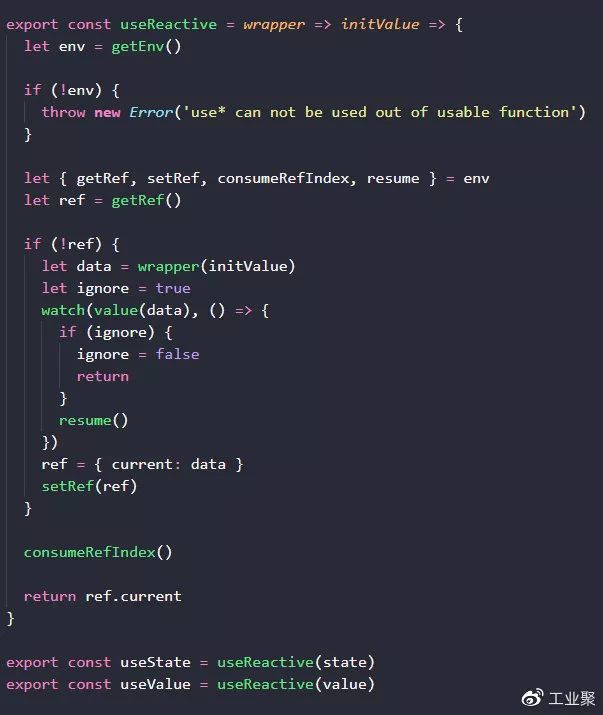 export const useReactive = wrapper => initValue => {
  let env = getEnv()

  if (!env) {
    throw new Error('use* can not be used out of usable function')
  }

  let { getRef, setRef, consumeRefIndex, resume } = env
  let ref = getRef()

  if (!ref) {
    let data = wrapper(initValue)
    let ignore = true
    watch(value(data), () => {
      if (ignore) {
        ignore = false
        return
      }
      resume()
    })
    ref = { current: data }
    setRef(ref)
  }

  consumeRefIndex()

  return ref.current
}

export const useState = useReactive(state)
export const useValue = useReactive(value)
工业聚